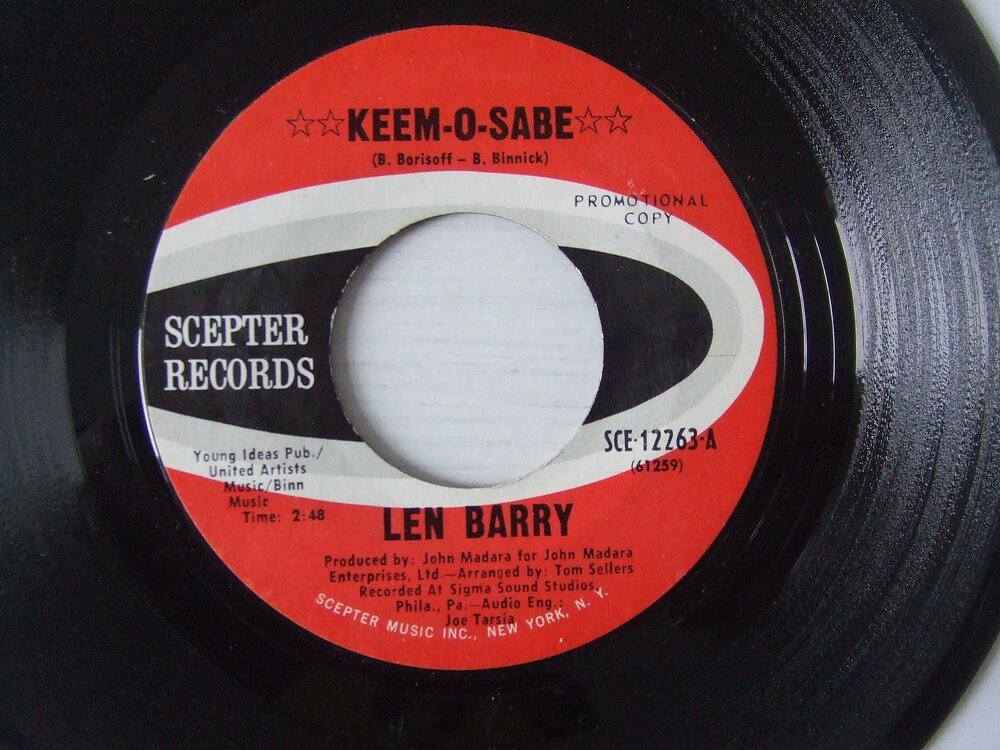 ☆☆KEEM-O-SABE☆☆
(B. Borisoff – B. Binnick)
PROMOTIONAL
COPY
SCEPTER
RECORDS
SCE-12263-A
(61259)
Young Ideas Pub./
United Artists
Music/Binn
Music
Time: 2:48
LEN BARRY
Produced by: John Madara for John Madara
Enterprises, Ltd.—Arranged by: Tom Sellers
Recorded At Sigma Sound Studios,
Phila., Pa.—Audio Eng.:
Joe Tarsia
SCEPTER MUSIC INC., NEW YORK, N. Y.